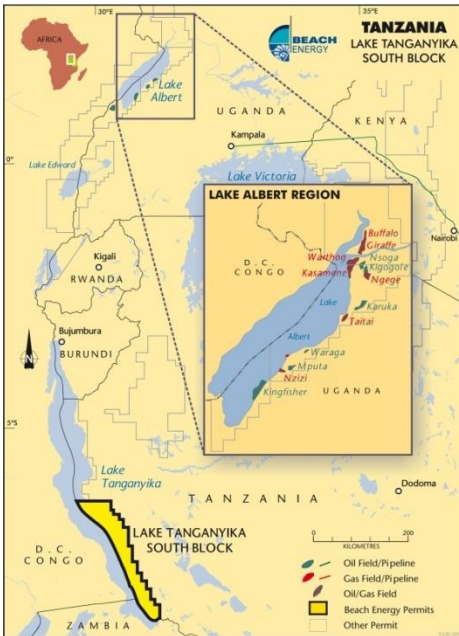 30°E
35°E
AFRICA
BEACH
ENERGY
TANZANIA
LAKE TANGANYIKA
SOUTH BLOCK
Lake
Albert
UGANDA
KENYA
Kampala
0°
Lake Edward
Lake Victoria
Nairobi
LAKE ALBERT REGION
Buffalo
Giraffe
Warthog
Nsoga
Kasamene
Kigogole
Ngege
D. C.
CONGO
Lake
Albert
Karuka
Taitai
Waraga
Mputa
Nzizi
Kingfisher
UGANDA
Kigali
RWANDA
Bujumbura
BURUNDI
N
5°S
Lake
Tanganyika
TANZANIA
Dodoma
LAKE TANGANYIKA
SOUTH BLOCK
D. C.
CONGO
ZAMBIA
0
200
KILOMETRES
Oil Field/Pipeline
Gas Field/Pipeline
Oil/Gas Field
Beach Energy Permits
Other Permit